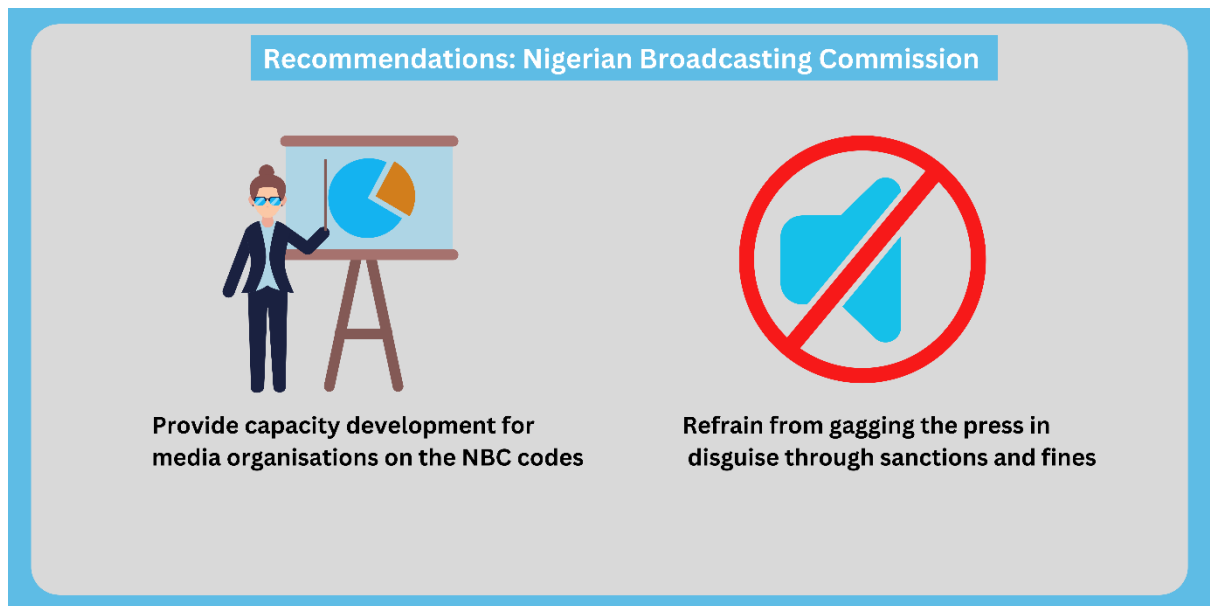 Recommendations: Nigerian Broadcasting Commission
Provide capacity development for
media organisations on the NBC codes
Refrain from gagging the press in
disguise through sanctions and fines